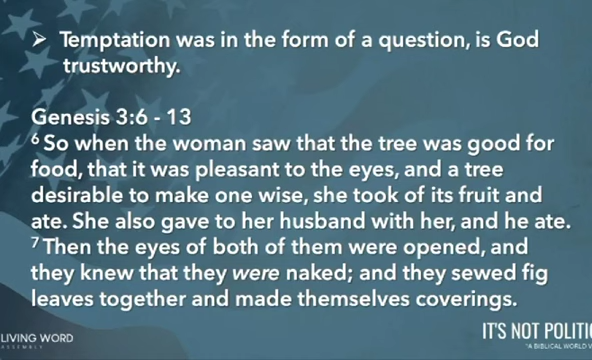 ➢ Temptation was in the form of a question, is God
trustworthy.
Genesis 3:6 - 13
6 So when the woman saw that the tree was good for
food, that it was pleasant to the eyes, and a tree
desirable to make one wise, she took of its fruit and
ate. She also gave to her husband with her, and he ate.
7 Then the eyes of both of them were opened, and
they knew that they were naked; and they sewed fig
leaves together and made themselves coverings.
LIVING WORD
ASSEMBLY
IT'S NOT POLITIC
"A BIBLICAL WORLD V